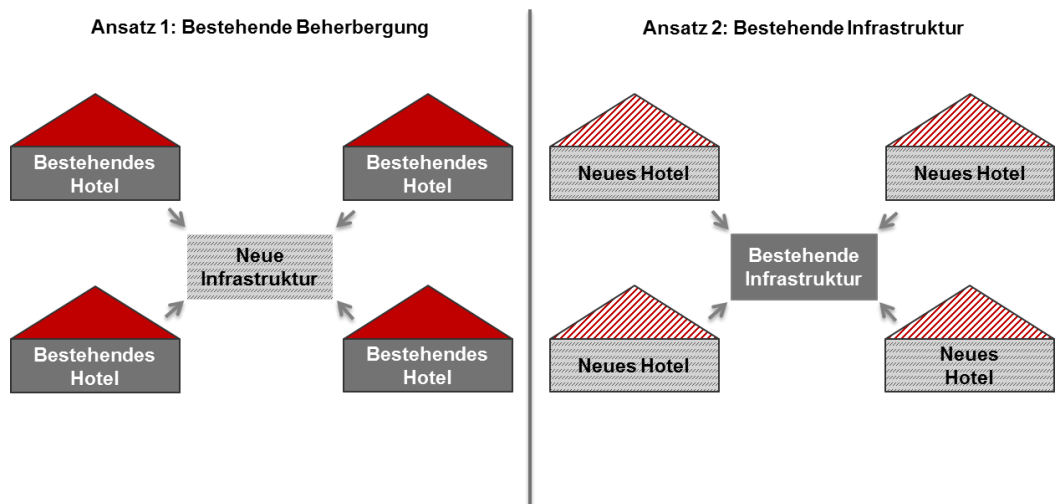 Ansatz 1: Bestehende Beherbergung
Bestehendes
Hotel
Bestehendes
Hotel
Neue
Infrastruktur
Bestehendes
Hotel
Bestehendes
Hotel
Ansatz 2: Bestehende Infrastruktur
Neues Hotel
Neues Hotel
Bestehende
Infrastruktur
Neues Hotel
Neues
Hotel